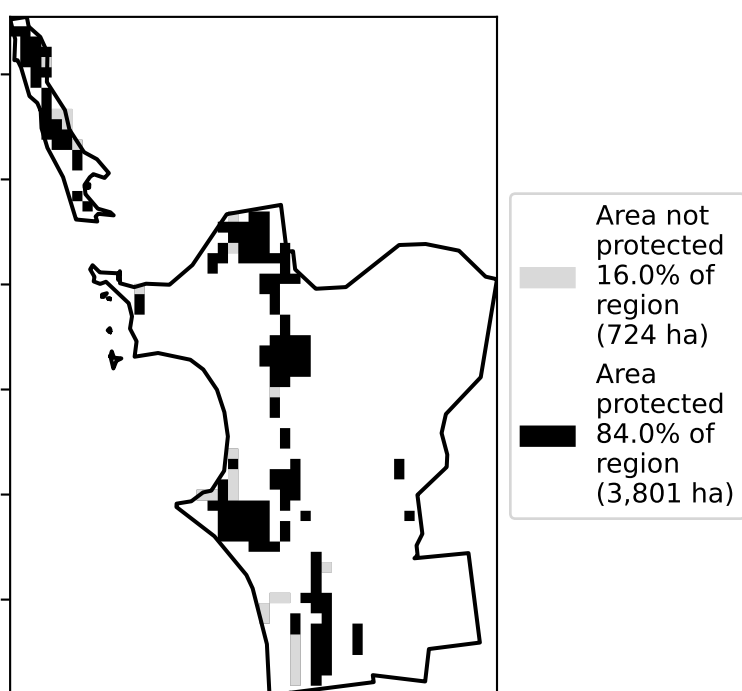 Area not
protected
16.0% of
region
(724 ha)
Area
protected
84.0% of
region
(3,801 ha)